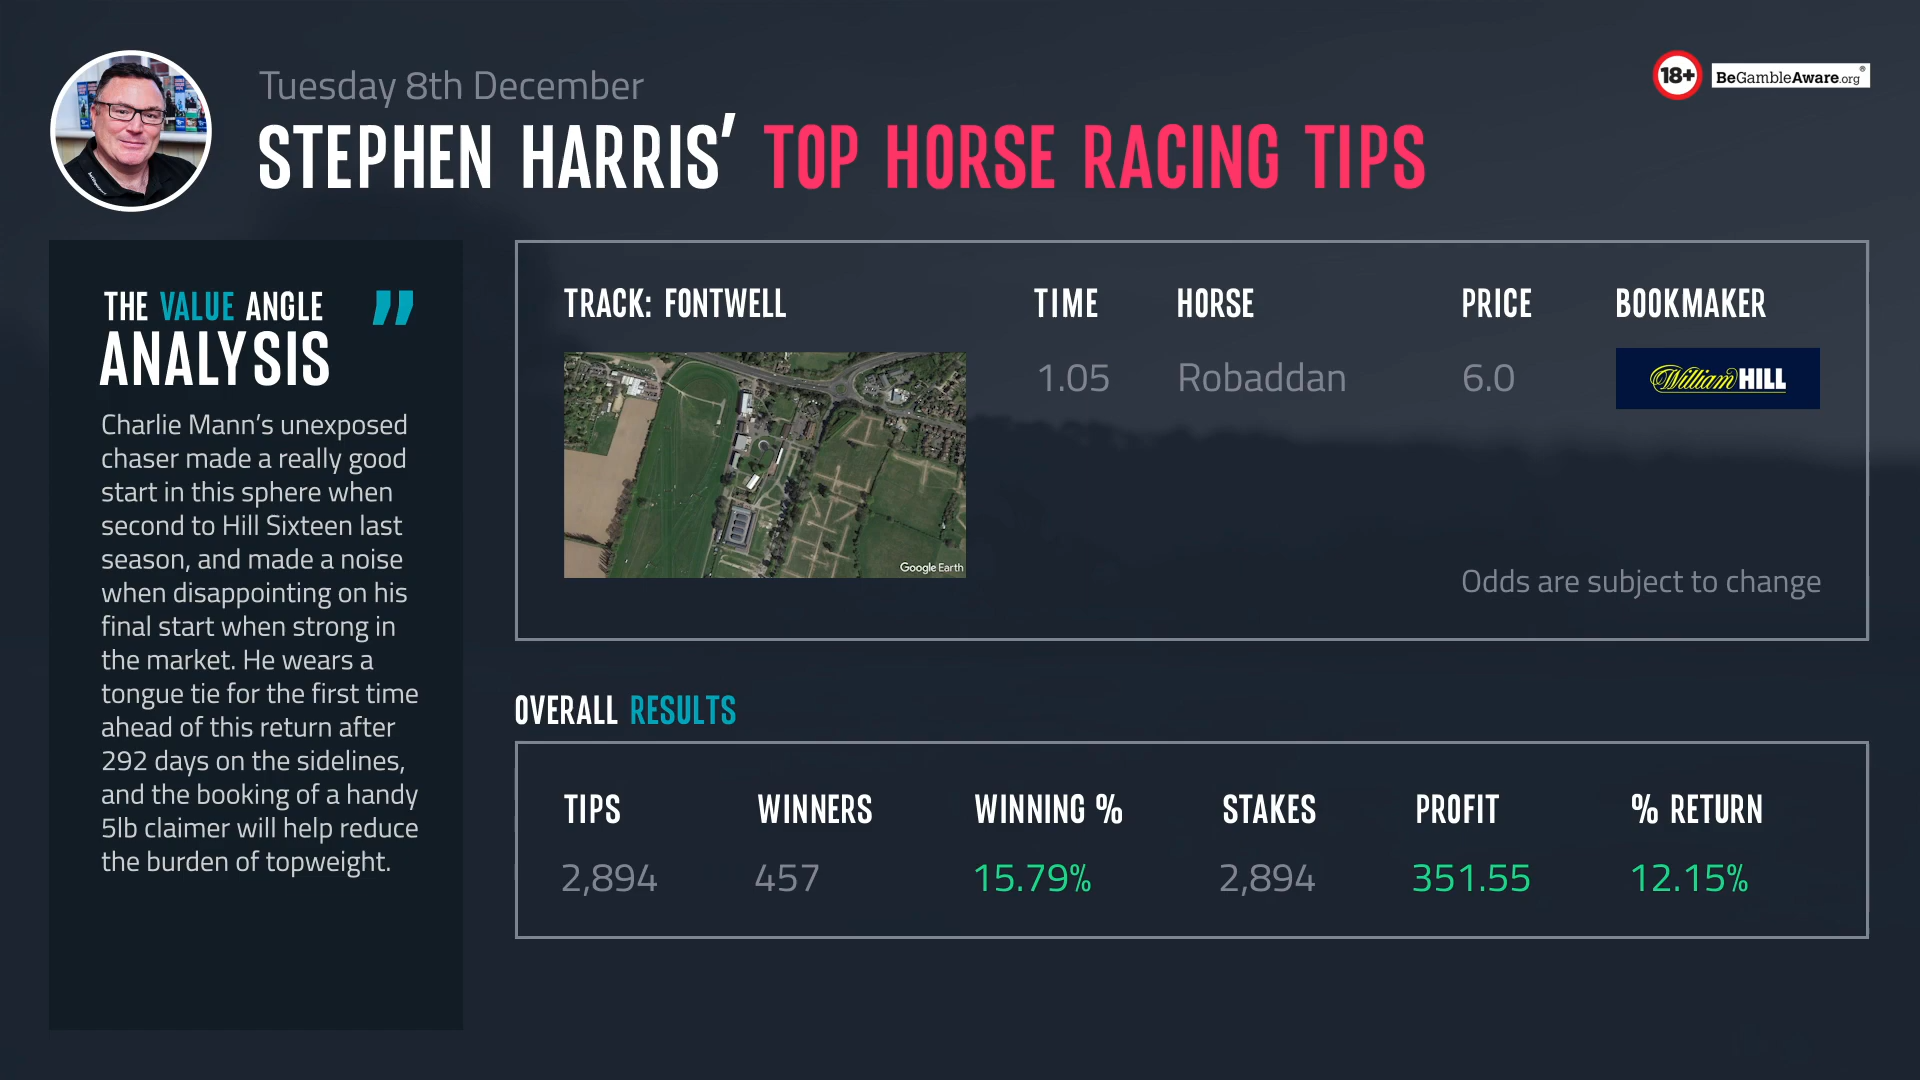 Tuesday 8th December
STEPHEN HARRIS’ TOP HORSE RACING TIPS
18+
BeGambleAware.org®
THE VALUE ANGLE
ANALYSIS
”
Charlie Mann’s unexposed
chaser made a really good
start in this sphere when
second to Hill Sixteen last
season, and made a noise
when disappointing on his
final start when strong in
the market. He wears a
tongue tie for the first time
ahead of this return after
292 days on the sidelines,
and the booking of a handy
5lb claimer will help reduce
the burden of topweight.
TRACK: FONTWELL
TIME HORSE PRICE BOOKMAKER
1.05 Robaddan 6.0 William HILL
Google Earth
Odds are subject to change
OVERALL RESULTS
TIPS WINNERS WINNING % STAKES PROFIT % RETURN
2,894 457 15.79% 2,894 351.55 12.15%